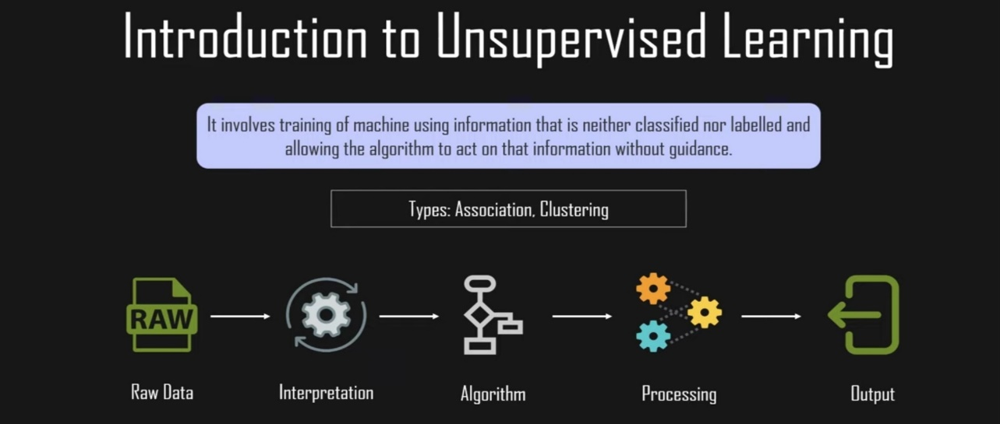 Introduction to Unsupervised Learning
It involves training of machine using information that is neither classified nor labelled and
allowing the algorithm to act on that information without guidance.
Types: Association, Clustering
RAW
Raw Data
Interpretation
Algorithm
Processing
Output